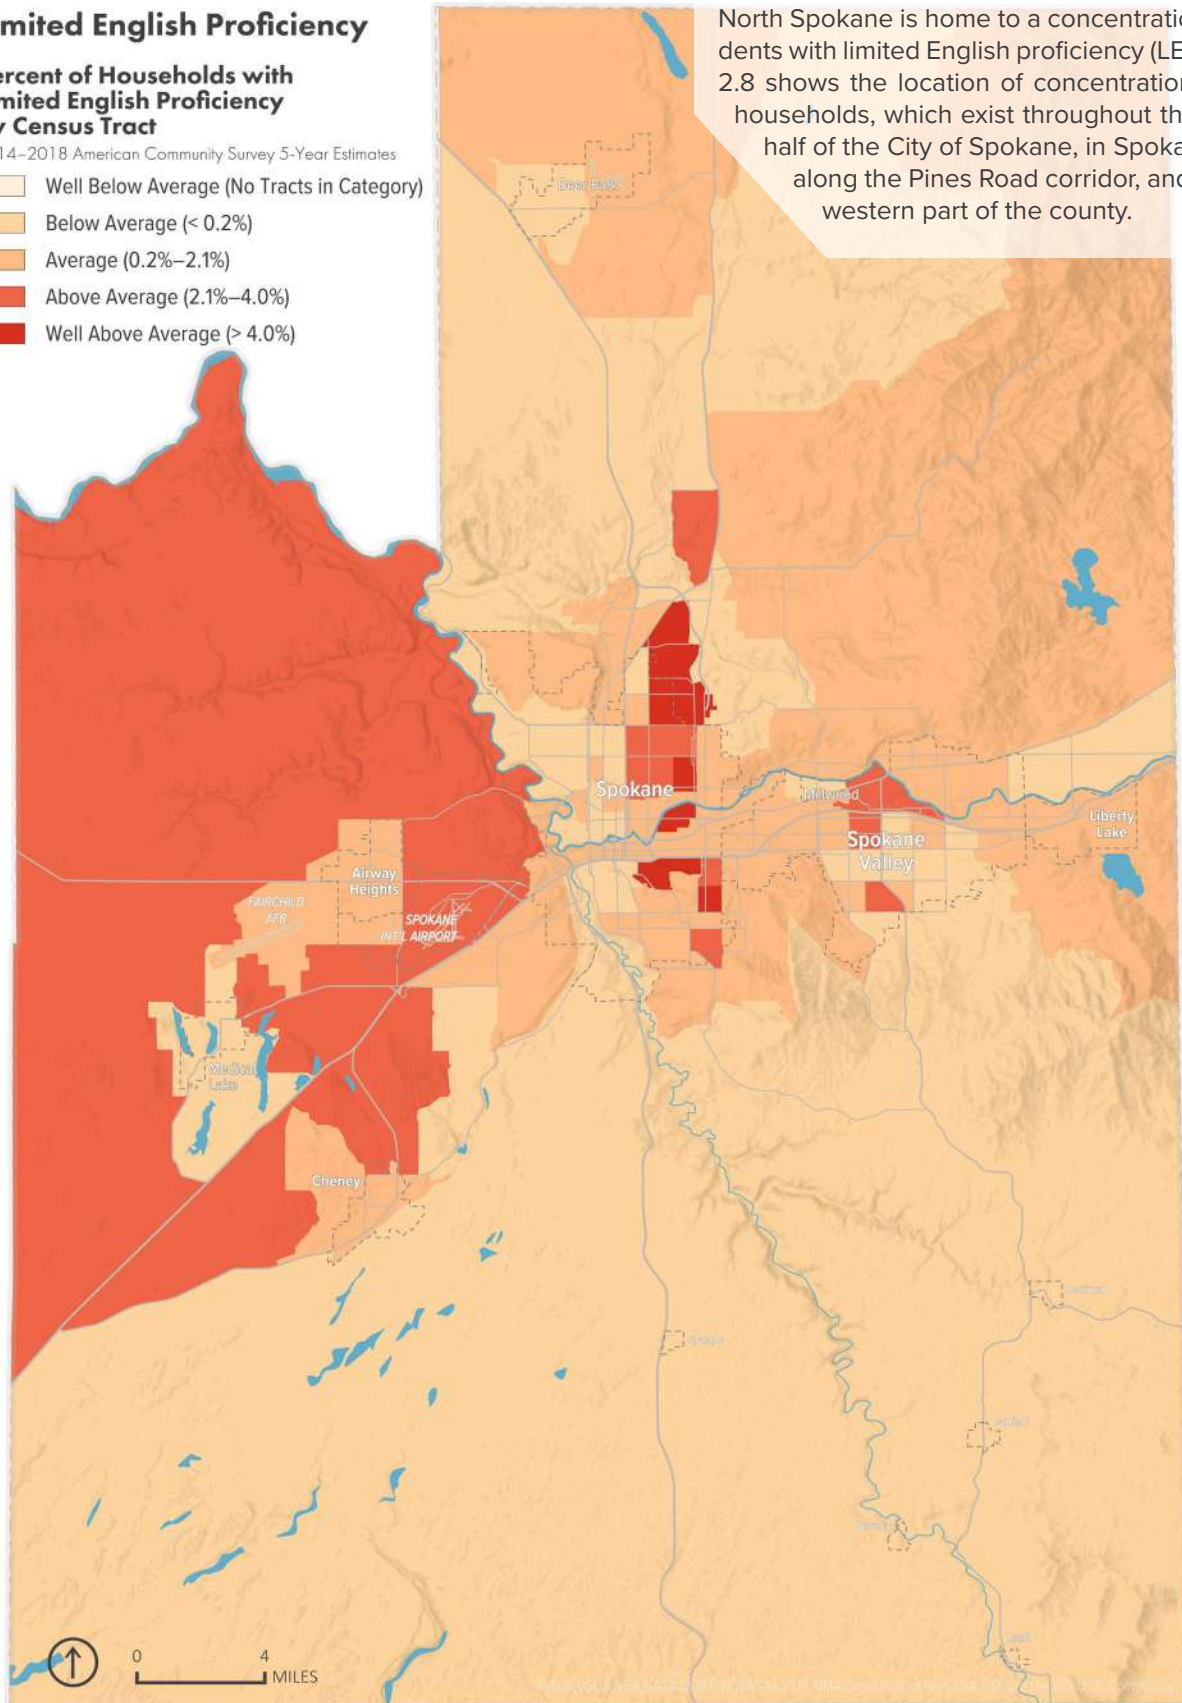 mited English Proficiency
ercent of Households with
mited English Proficiency
y Census Tract
14–2018 American Community Survey 5-Year Estimates
Well Below Average (No Tracts in Category)
Below Average (< 0.2%)
Average (0.2%–2.1%)
Above Average (2.1%–4.0%)
Well Above Average (> 4.0%)
North Spokane is home to a concentratio
dents with limited English proficiency (LE
2.8 shows the location of concentration
households, which exist throughout th
half of the City of Spokane, in Spoka
along the Pines Road corridor, and
western part of the county.
Deer Park
Spokane
Millwood
Liberty
Lake
Spokane
Valley
Airway
Heights
FAIRCHILD
AFB
SPOKANE
INT'L AIRPORT
Medical
Lake
Cheney
0 4
MILES